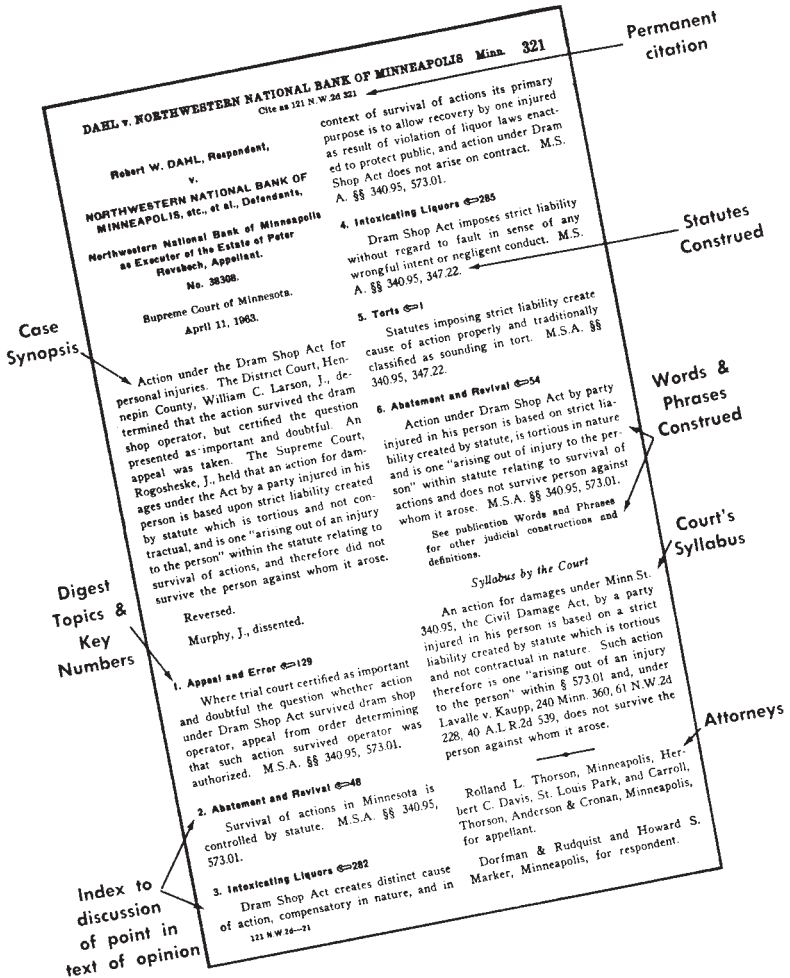 Permanent
citation
DAHL v. NORTHWESTERN NATIONAL BANK OF MINNEAPOLIS Minn. 321
Cite as 121 N.W.2d 321
Robert W. DAHL, Respondent,
v.
NORTHWESTERN NATIONAL BANK OF
MINNEAPOLIS, etc., et al., Defendants,
Northwestern National Bank of Minneapolis
as Executor of the Estate of Peter
Revsbech, Appellant.
No. 38308.
Supreme Court of Minnesota.
April 11, 1963.
Case
Synopsis
Action under the Dram Shop Act for
personal injuries. The District Court, Hen-
nepin County, William C. Larson, J., de-
termined that the action survived the dram
shop operator, but certified the question
presented as important and doubtful. An
appeal was taken. The Supreme Court,
Rogosheske, J., held that an action for dam-
ages under the Act by a party injured in his
person is based upon strict liability created
by statute which is tortious and not con-
tractual, and is one "arising out of an injury
to the person" within the statute relating to
survival of actions, and therefore did not
survive the person against whom it arose.
Reversed.
Murphy, J., dissented.
Digest
Topics &
Key
Numbers
1. Appeal and Error 129
Where trial court certified as important
and doubtful the question whether action
under Dram Shop Act survived dram shop
operator, appeal from order determining
that such action survived operator was
authorized. M.S.A. §§ 340.95, 573.01.
2. Abatement and Revival 48
Survival of actions in Minnesota is
controlled by statute. M.S.A. §§ 340.95,
573.01.
3. Intoxicating Liquors 282
Dram Shop Act creates distinct cause
of action, compensatory in nature, and in
121 N.W.2d—21
Index to
discussion
of point in
text of opinion
context of survival of actions its primary
purpose is to allow recovery by one injured
as result of violation of liquor laws enact-
ed to protect public, and action under Dram
Shop Act does not arise on contract. M.S.
A. §§ 340.95, 573.01.
4. Intoxicating Liquors 285
Dram Shop Act imposes strict liability
without regard to fault in sense of any
wrongful intent or negligent conduct. M.S.
A. §§ 340.95, 347.22.
Statutes
Construed
5. Torts 1
Statutes imposing strict liability create
cause of action properly and traditionally
classified as sounding in tort. M.S.A. §§
340.95, 347.22.
6. Abatement and Revival 54
Action under Dram Shop Act by party
injured in his person is based on strict lia-
bility created by statute, is tortious in nature
and is one "arising out of injury to the per-
son" within statute relating to survival of
actions and does not survive person against
whom it arose. M.S.A. §§ 340.95, 573.01.
See publication Words and Phrases
for other judicial constructions and
definitions.
Words &
Phrases
Construed
Syllabus by the Court
An action for damages under Minn.St.
340.95, the Civil Damage Act, by a party
injured in his person is based on a strict
liability created by statute which is tortious
and not contractual in nature. Such action
therefore is one "arising out of an injury
to the person" within § 573.01 and, under
Lavalle v. Kaupp, 240 Minn. 360, 61 N.W.2d
228, 40 A.L.R.2d 539, does not survive the
person against whom it arose.
Court's
Syllabus
Rolland L. Thorson, Minneapolis, Her-
bert C. Davis, St. Louis Park, and Carroll,
Thorson, Anderson & Cronan, Minneapolis,
for appellant.
Dorfman & Rudquist and Howard S.
Marker, Minneapolis, for respondent.
Attorneys